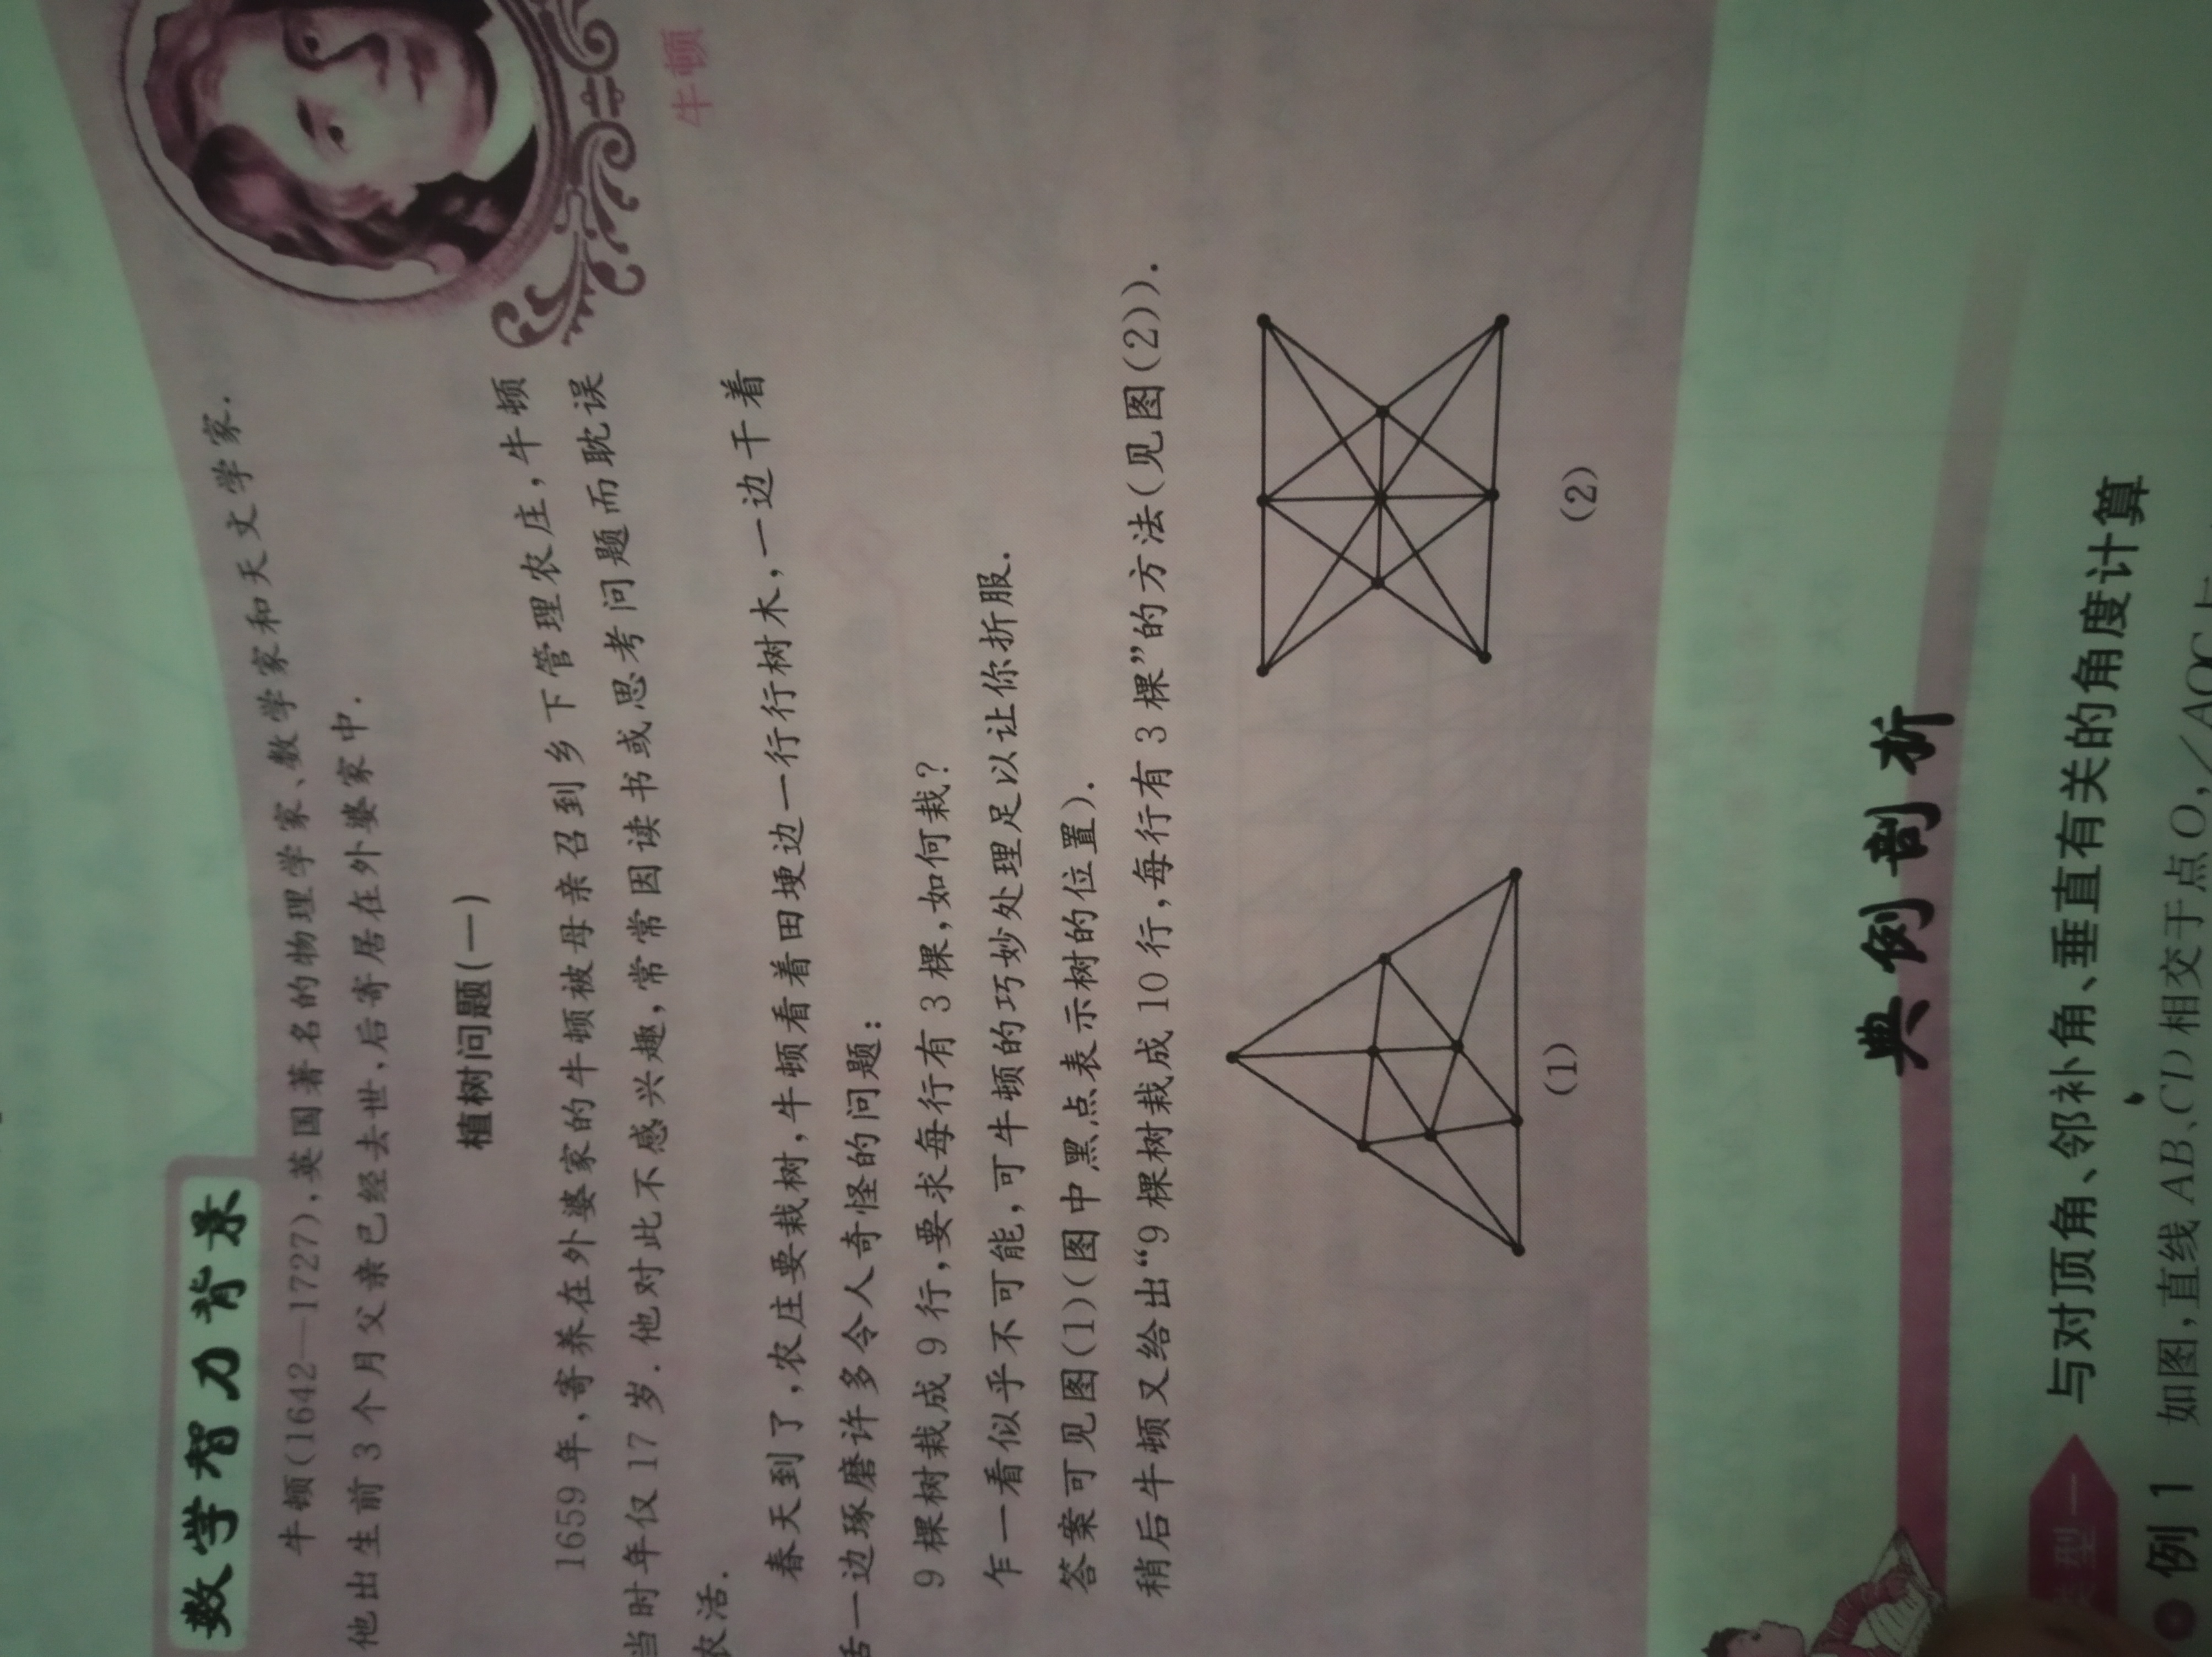 数学智力背景
牛顿(1642—1727),英国著名的物理学家、数学家和天文学家.
他出生前3个月父亲已经去世,后寄居在外婆家中.
牛顿
植树问题(一)
1659年,寄养在外婆家的牛顿被母亲召到乡下管理农庄,牛顿
当时年仅17岁.他对此不感兴趣,常常因读书或思考问题而耽误
农活.
春天到了,农庄要栽树,牛顿看着田埂边一行行树木,一边干着
活一边琢磨许多令人奇怪的问题:
9棵树栽成9行,要求每行有3棵,如何栽?
乍一看似乎不可能,可牛顿的巧妙处理足以让你折服.
答案可见图(1)(图中黑点表示树的位置).
稍后牛顿又给出“9棵树栽成10行,每行有3棵”的方法(见图(2)).
(1)
(2)
典例剖析
类型一 与对顶角、邻补角、垂直有关的角度计算
例1 如图,直线AB、CD相交于点O,∠AOC